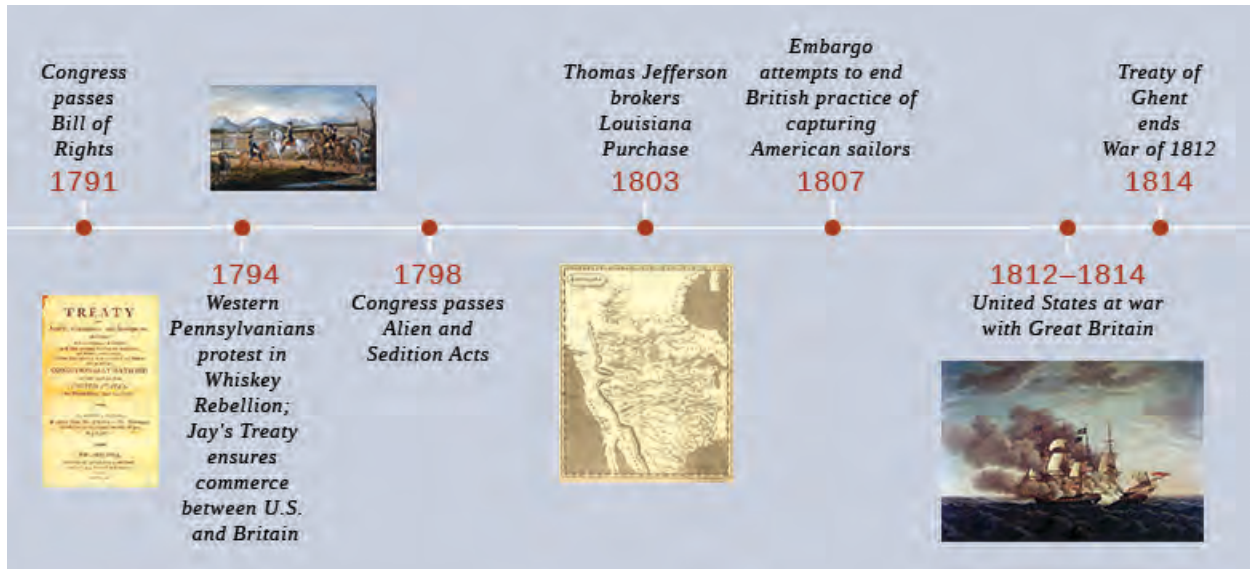 Congress
passes
Bill of
Rights
1791
1794
Western
Pennsylvanians
protest in
Whiskey
Rebellion;
Jay's Treaty
ensures
commerce
between U.S.
and Britain
1798
Congress passes
Alien and
Sedition Acts
Thomas Jefferson
brokers
Louisiana
Purchase
1803
Embargo
attempts to end
British practice of
capturing
American sailors
1807
1812–1814
United States at war
with Great Britain
Treaty of
Ghent
ends
War of 1812
1814
TREATY
UNITED STATES